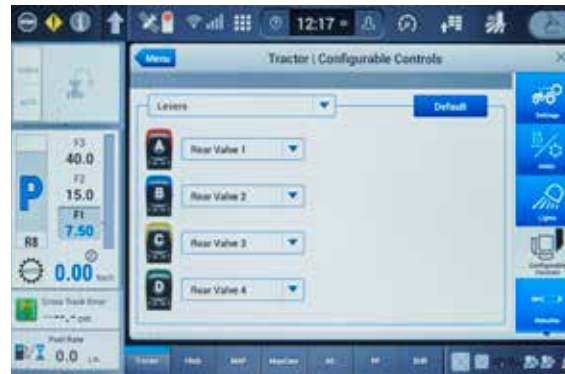 12:17
Menu
Tractor | Configurable Controls
Levers
Default
A
Rear Valve 1
B
Rear Valve 2
C
Rear Valve 3
D
Rear Valve 4
Settings
Lights
Configurable
Controls
F3
40.0
F2
15.0
F1
7.50
P
R8
0.00
Cross Track Error
cm
Fuel Rate
0.0
Tractor